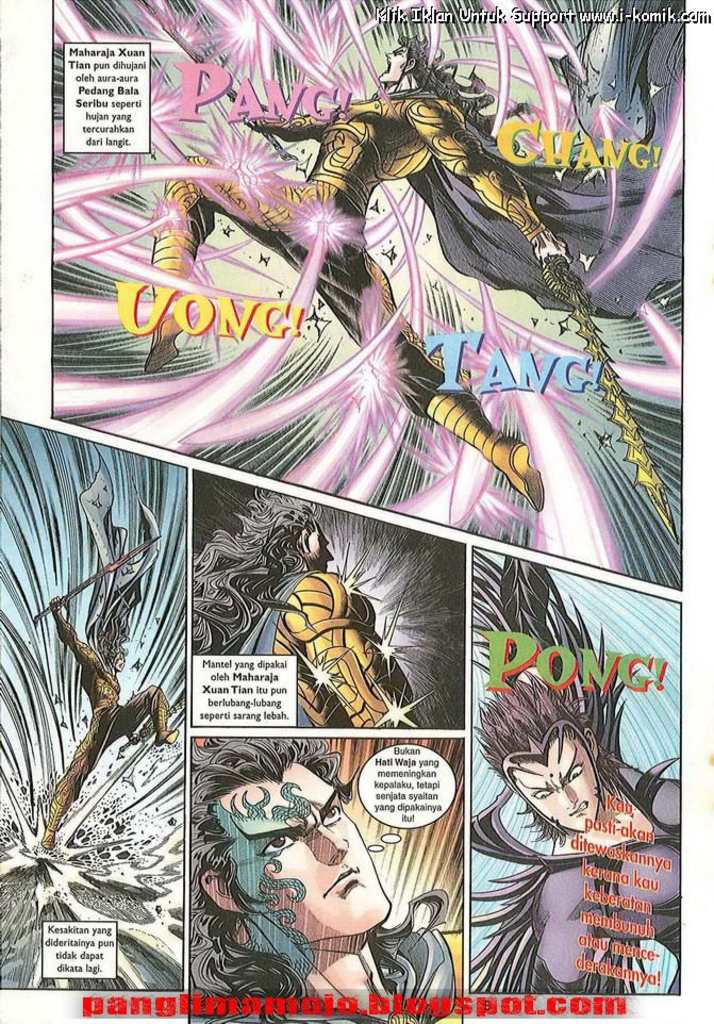 Klik Iklan Untuk Support www.i-komik.com
Maharaja Xuan
Tian pun dihujani
oleh aura-aura
Pedang Bala
Seribu seperti
hujan yang
tercurahkan
dari langit.
PANG!
CHANG!
UONG!
TANG!
Kesakitan yang
dideritainya pun
tidak dapat
dikata lagi.
Mantel yang dipakai
oleh Maharaja
Xuan Tian itu pun
berlubang-lubang
seperti sarang lebah.
Bukan
Hati Waja yang
memeningkan
kepalaku, tetapi
senjata syaitan
yang dipakainya
itu!
PONG!
Kau
pasti-akan
ditewaskannya
kerana kau
keberatan
membunuh
atau mence-
derakannya!
panglimamojo.blogspot.com